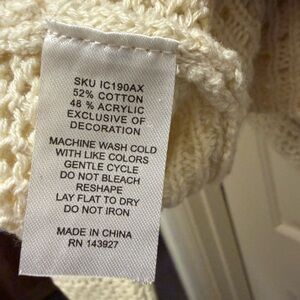 SKU IC190AX
52% COTTON
48 % ACRYLIC
EXCLUSIVE OF
DECORATION
MACHINE WASH COLD
WITH LIKE COLORS
GENTLE CYCLE
DO NOT BLEACH
RESHAPE
LAY FLAT TO DRY
DO NOT IRON
MADE IN CHINA
RN 143927